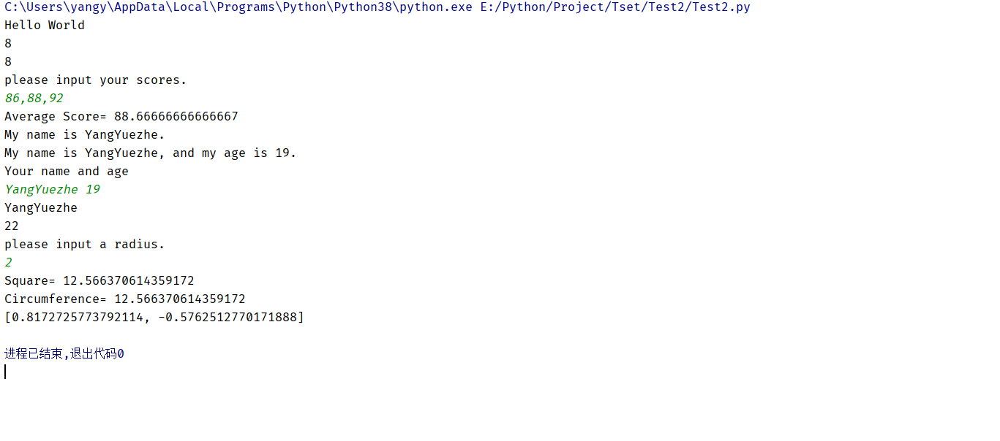 C:\Users\yangy\AppData\Local\Programs\Python\Python38\python.exe E:/Python/Project/Tset/Test2/Test2.py
Hello World
8
8
please input your scores.
86,88,92
Average Score= 88.66666666666667
My name is YangYuezhe.
My name is YangYuezhe, and my age is 19.
Your name and age
YangYuezhe 19
YangYuezhe
22
please input a radius.
2
Square= 12.566370614359172
Circumference= 12.566370614359172
[0.8172725773792114, -0.5762512770171888]
进程已结束,退出代码0